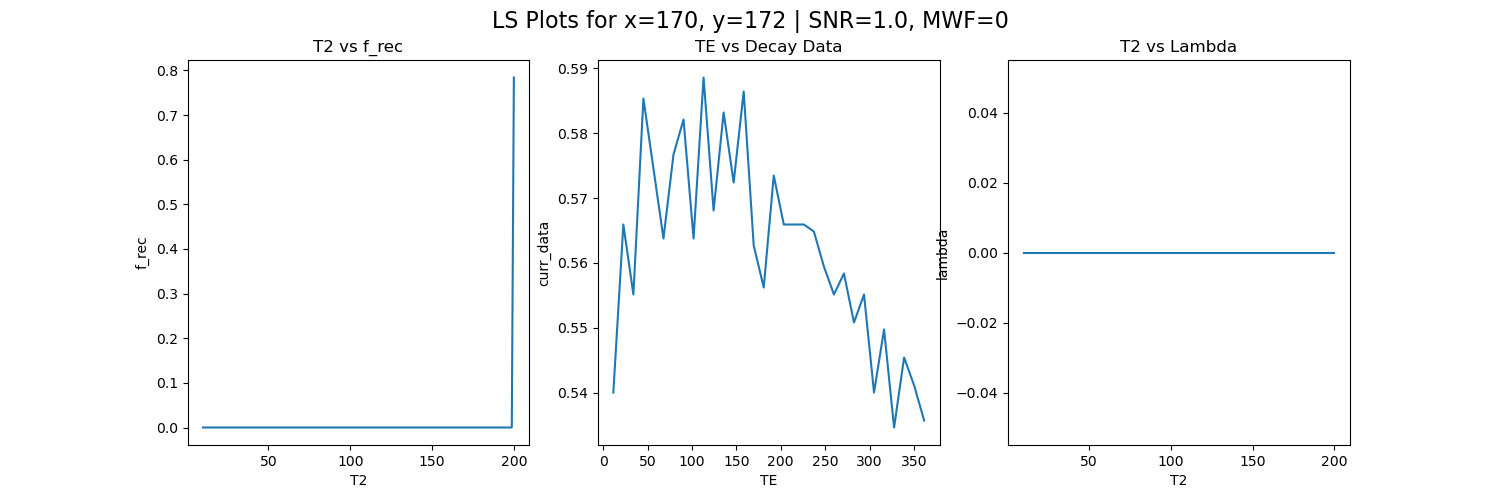 LS Plots for x=170, y=172 | SNR=1.0, MWF=0
T2 vs f_rec
f_rec
0.8
0.7
0.6
0.5
0.4
0.3
0.2
0.1
0.0
50 100 150 200
T2
TE vs Decay Data
curr_data
0.59
0.58
0.57
0.56
0.55
0.54
0 50 100 150 200 250 300 350
TE
T2 vs Lambda
lambda
0.04
0.02
0.00
−0.02
−0.04
50 100 150 200
T2